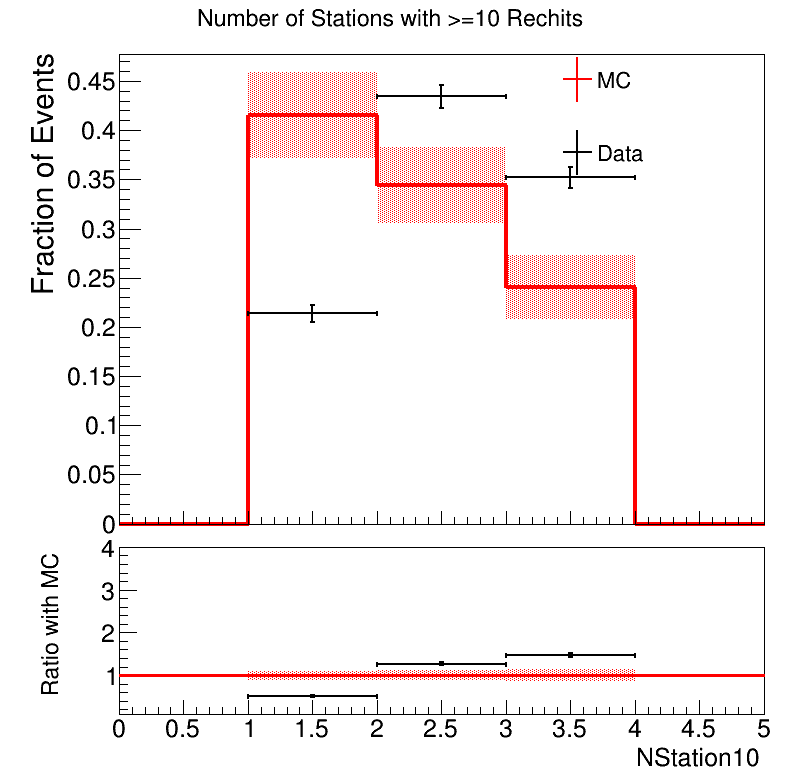 Number of Stations with >=10 Rechits
Fraction of Events
0.45
0.4
0.35
0.3
0.25
0.2
0.15
0.1
0.05
0
MC
Data
Ratio with MC
4
3
2
1
0 0.5 1 1.5 2 2.5 3 3.5 4 4.5 5
NStation10